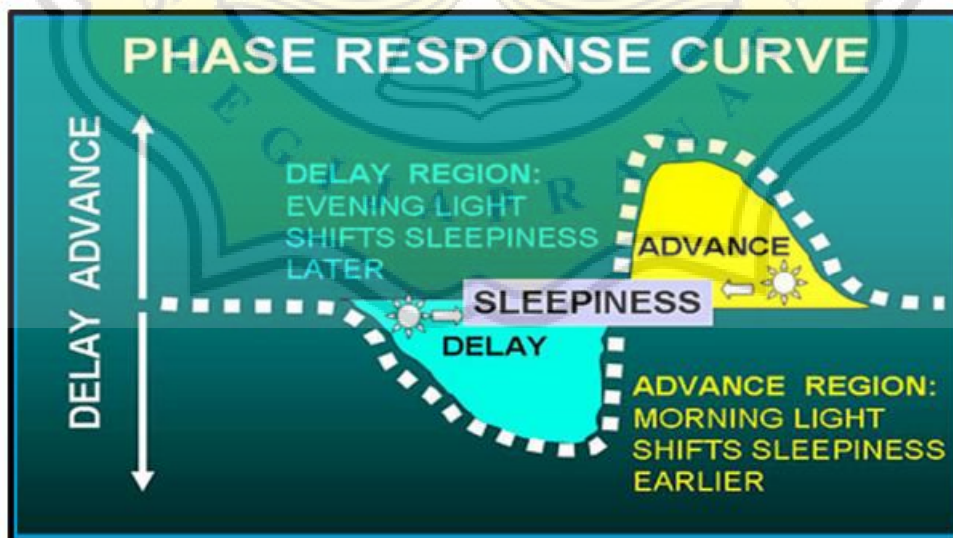 PHASE RESPONSE CURVE
DELAY ADVANCE
DELAY REGION:
EVENING LIGHT
SHIFTS SLEEPINESS
LATER
ADVANCE
SLEEPINESS
DELAY
ADVANCE REGION:
MORNING LIGHT
SHIFTS SLEEPINESS
EARLIER